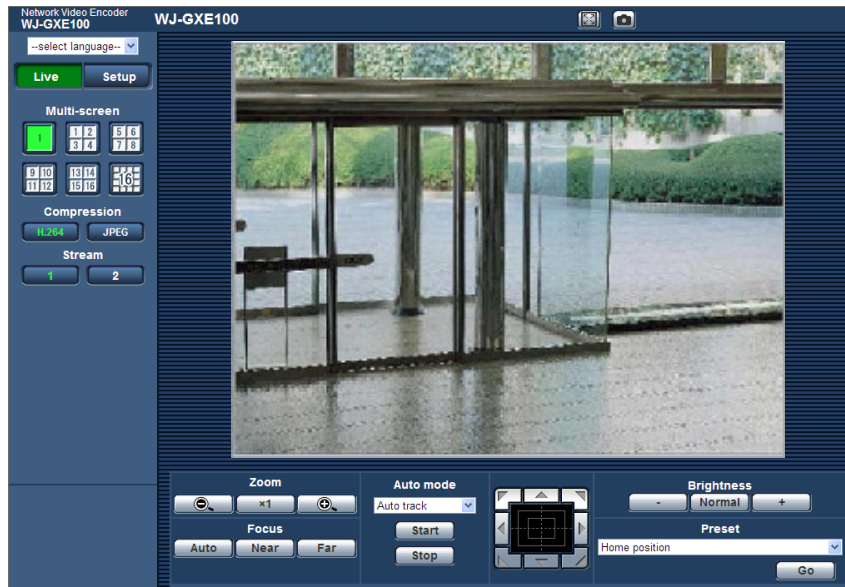 Network Video Encoder
WJ-GXE100
WJ-GXE100
--select language--
Live Setup
Multi-screen
1
1 2
3 4
5 6
7 8
9 10
11 12
13 14
15 16
16
Compression
H.264 JPEG
Stream
1 2
Zoom
×1
Focus
Auto Near Far
Auto mode
Auto track
Start
Stop
Brightness
- Normal +
Preset
Home position
Go